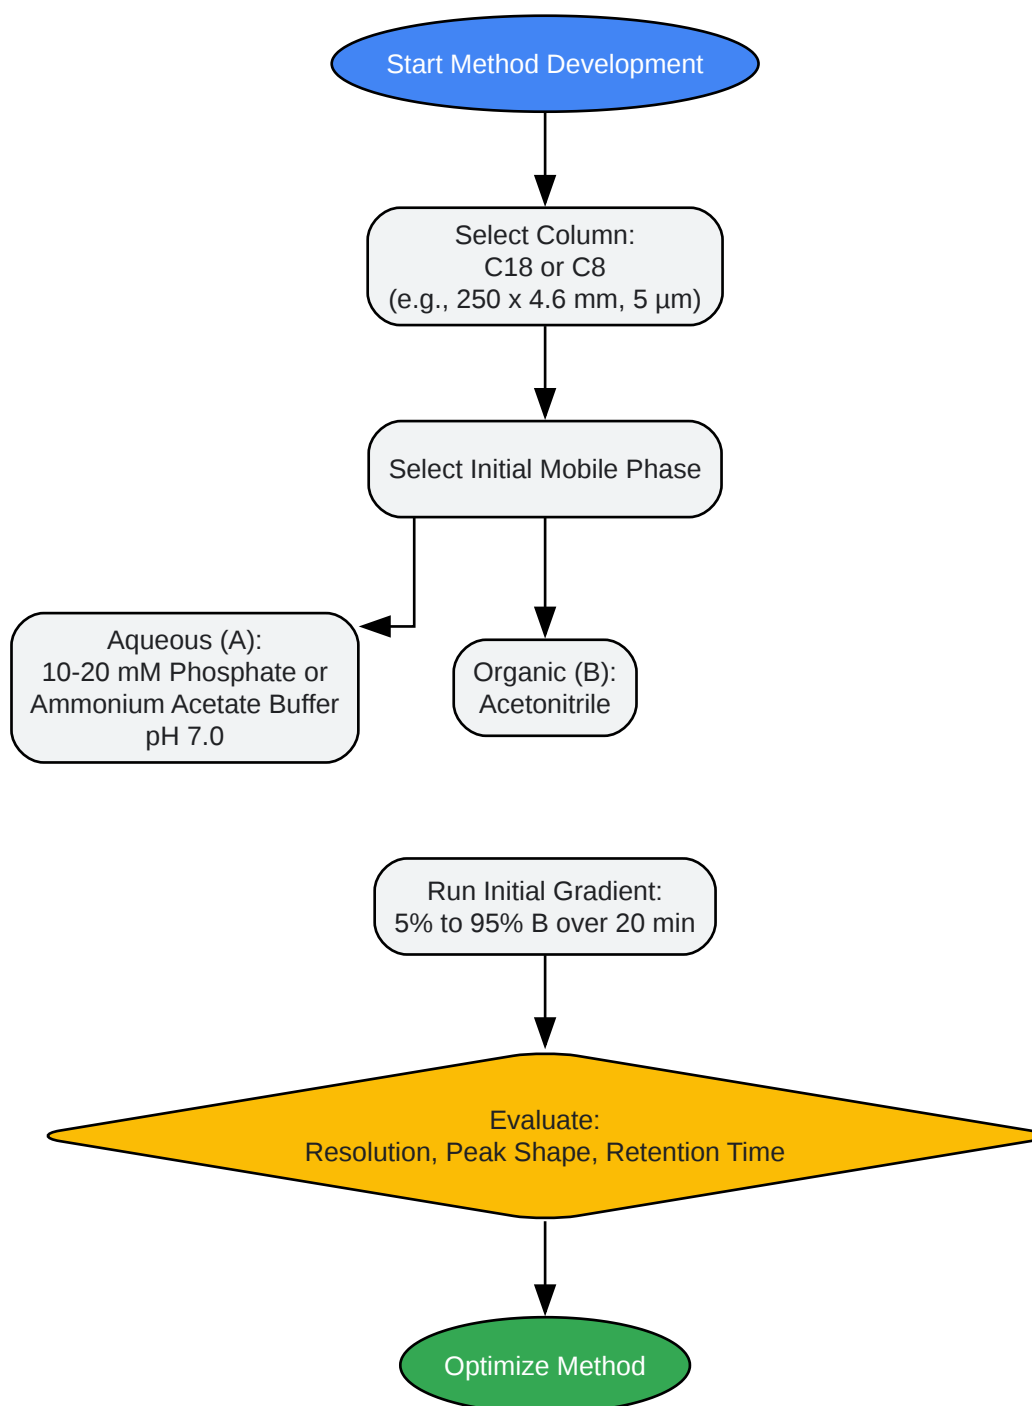 Start Method Development
Select Column:
C18 or C8
(e.g., 250 x 4.6 mm, 5 µm)
Select Initial Mobile Phase
Aqueous (A):
10-20 mM Phosphate or
Ammonium Acetate Buffer
pH 7.0
Organic (B):
Acetonitrile
Run Initial Gradient:
5% to 95% B over 20 min
Evaluate:
Resolution, Peak Shape, Retention Time
Optimize Method